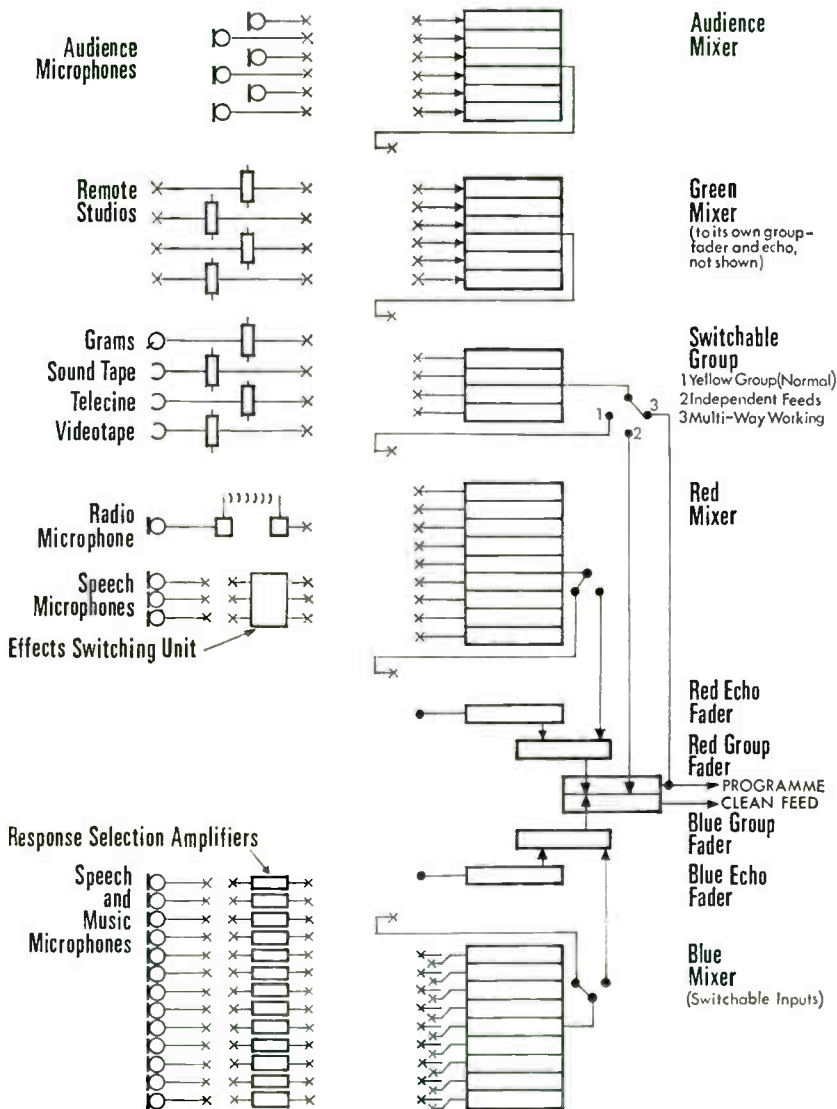 Audience
Microphones
Audience
Mixer
Remote
Studios
Green
Mixer
(to its own group-
fader and echo,
not shown)
Grams
Sound Tape
Telecine
Videotape
Switchable
Group
1 Yellow Group(Normal)
2 Independent Feeds
3 Multi-Way Working
1
2
3
Radio
Microphone
Red
Mixer
Speech
Microphones
Effects Switching Unit
Red Echo
Fader
Red Group
Fader
PROGRAMME
CLEAN FEED
Blue Group
Fader
Blue Echo
Fader
Response Selection Amplifiers
Speech
and
Music
Microphones
Blue
Mixer
(Switchable Inputs)